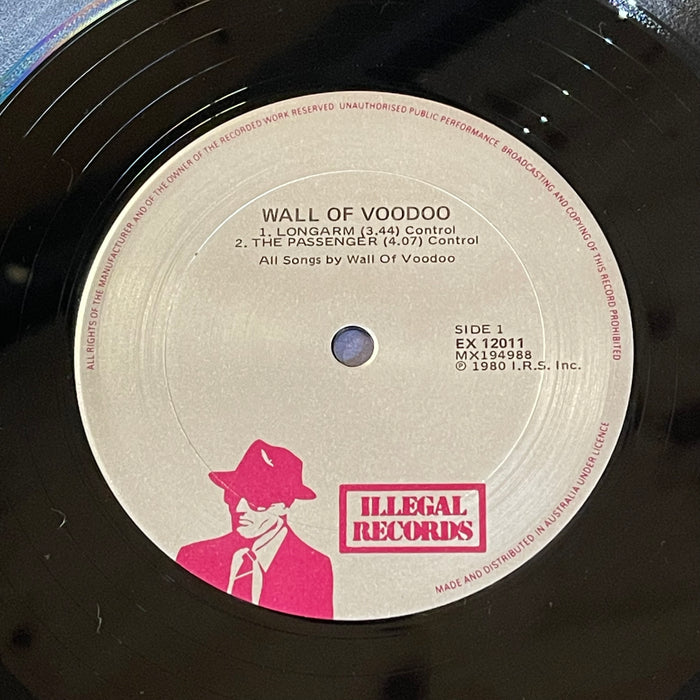 ALL RIGHTS OF THE MANUFACTURER AND OF THE OWNER OF THE RECORDED WORK RESERVED UNAUTHORISED PUBLIC PERFORMANCE BROADCASTING AND COPYING OF THIS RECORD PROHIBITED
WALL OF VOODOO
1. LONGARM (3.44) Control
2. THE PASSENGER (4.07) Control
All Songs by Wall Of Voodoo
SIDE 1
EX 12011
MX194988
℗ 1980 I.R.S. Inc.
ILLEGAL
RECORDS
MADE AND DISTRIBUTED IN AUSTRALIA UNDER LICENCE